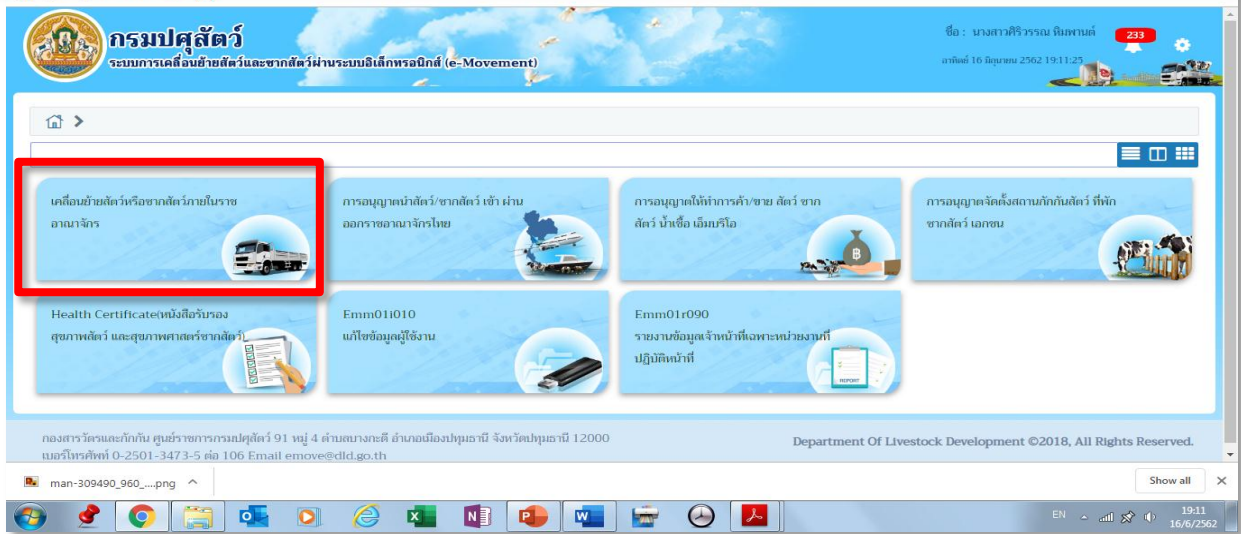 กรมปศุสัตว์
ระบบการเคลื่อนย้ายสัตว์และซากสัตว์ผ่านระบบอิเล็กทรอนิกส์ (e-Movement)
ชื่อ : นางสาวศิริวรรณ พิมพานต์
233
อาทิตย์ 16 มิถุนายน 2562 19:11:25
เคลื่อนย้ายสัตว์หรือซากสัตว์ภายในราช
อาณาจักร
การอนุญาตนำสัตว์/ซากสัตว์ เข้า ผ่าน
ออกราชอาณาจักรไทย
การอนุญาตให้ทำการค้า/ขาย สัตว์ ซาก
สัตว์ น้ำเชื้อ เอ็มบริโอ
การอนุญาตจัดตั้งสถานกักกันสัตว์ ที่พัก
ซากสัตว์ เอกชน
Health Certificate(หนังสือรับรอง
สุขภาพสัตว์ และสุขภาพศาสตร์ซากสัตว์)
Emm01i010
แก้ไขข้อมูลผู้ใช้งาน
Emm01r090
รายงานข้อมูลเจ้าหน้าที่เฉพาะหน่วยงานที่
ปฏิบัติหน้าที่
REPORT
กองสารวัตรและกักกัน ศูนย์ราชการกรมปศุสัตว์ 91 หมู่ 4 ตำบลบางกะดี อำเภอเมืองปทุมธานี จังหวัดปทุมธานี 12000
เบอร์โทรศัพท์ 0-2501-3473-5 ต่อ 106 Email emove@dld.go.th
Department Of Livestock Development ©2018, All Rights Reserved.
man-309490_960_....png
Show all
EN
19:11
16/6/2562